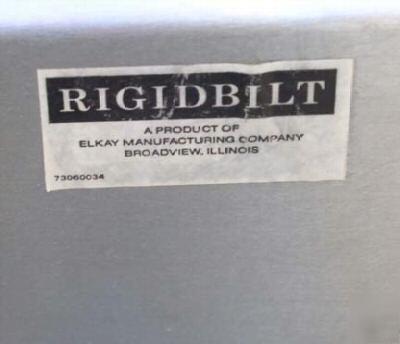 RIGIDBILT
A PRODUCT OF
ELKAY MANUFACTURING COMPANY
BROADVIEW, ILLINOIS
73060034